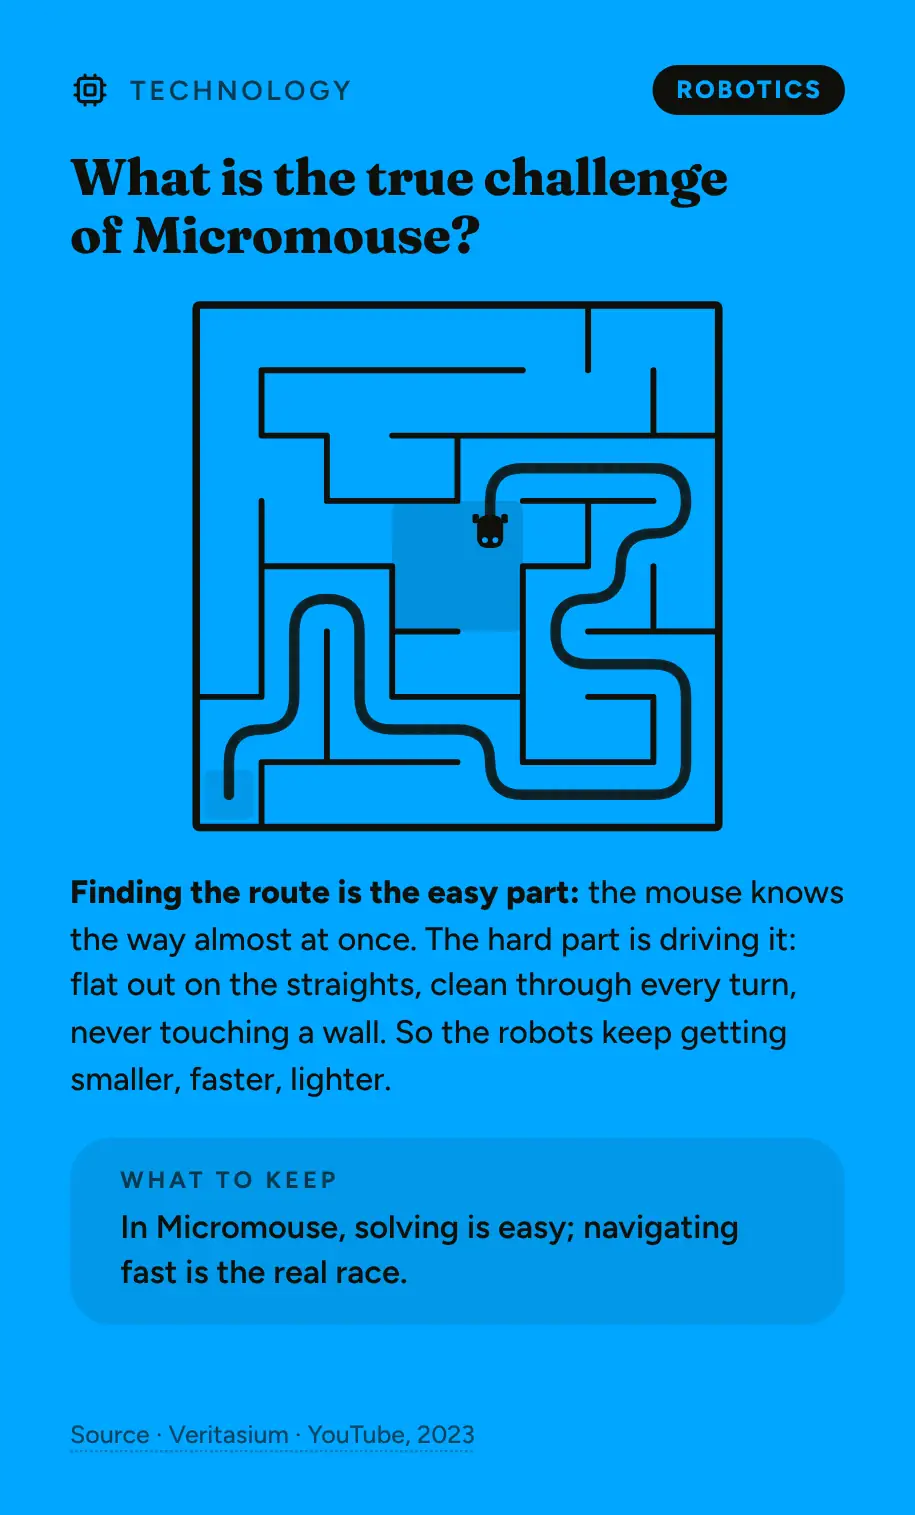 TECHNOLOGY
ROBOTICS
What is the true challenge
of Micromouse?
Finding the route is the easy part: the mouse knows
the way almost at once. The hard part is driving it:
flat out on the straights, clean through every turn,
never touching a wall. So the robots keep getting
smaller, faster, lighter.
WHAT TO KEEP
In Micromouse, solving is easy; navigating
fast is the real race.
Source · Veritasium · YouTube, 2023